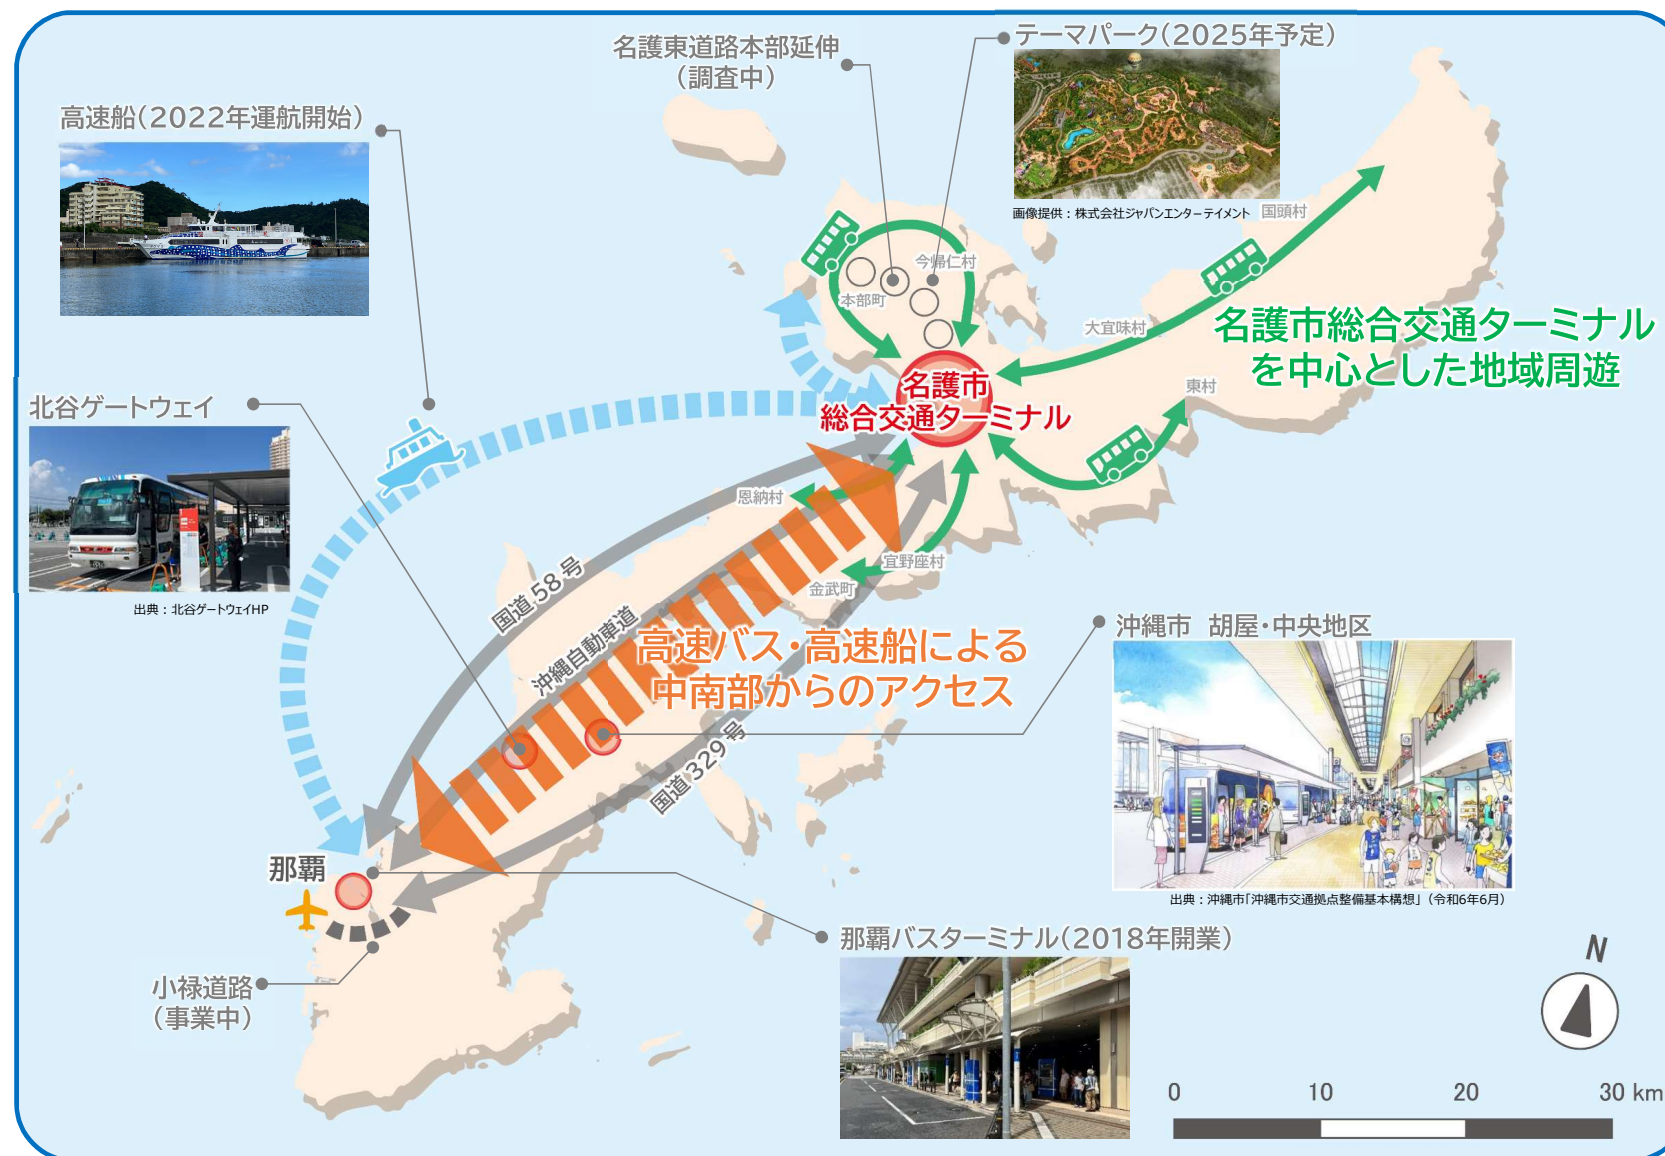 名護東道路本部延伸
（調査中）
テーマパーク（2025年予定）
高速船（2022年運航開始）
画像提供：株式会社ジャパンエンターテイメント
国頭村
今帰仁村
本部町
大宜味村
名護市総合交通ターミナル
を中心とした地域周遊
東村
名護市
総合交通ターミナル
北谷ゲートウェイ
出典：北谷ゲートウェイHP
恩納村
宜野座村
金武町
国道58号
沖縄自動車道
国道329号
高速バス・高速船による
中南部からのアクセス
沖縄市　胡屋・中央地区
出典：沖縄市「沖縄市交通拠点整備基本構想」（令和6年6月）
那覇
那覇バスターミナル（2018年開業）
小禄道路
（事業中）
N
0 10 20 30 km